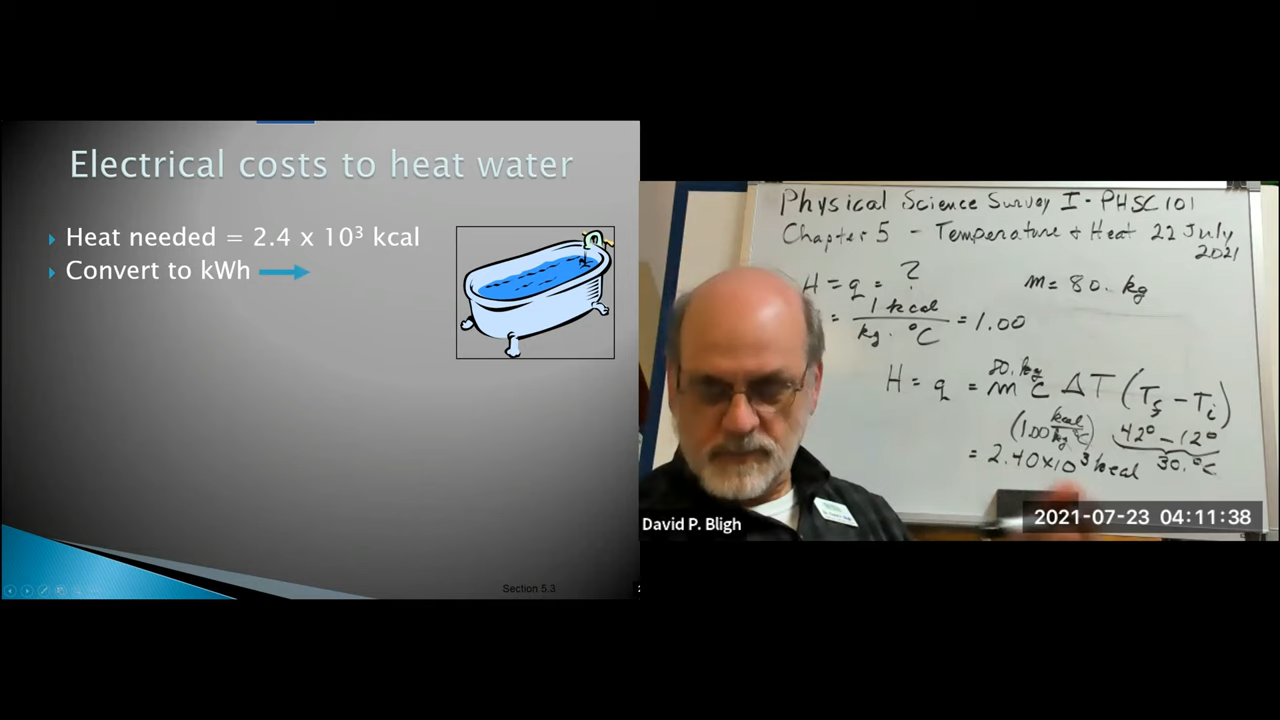 Electrical costs to heat water
Heat needed = 2.4 x 10³ kcal
Convert to kWh
Section 5.3
Physical Science Survey I - PHSC 101
Chapter 5 - Temperature & Heat 22 July
2021
H = q = ?
m = 80. kg
= 1 kcal / kg · °C = 1.00
80. kg
H = q = m c ΔT (Tf - Ti)
(1.00 kcal / kg °C) 42° - 12°
= 2.40 x 10³ kcal 30. °C
David P. Bligh
2021-07-23 04:11:38